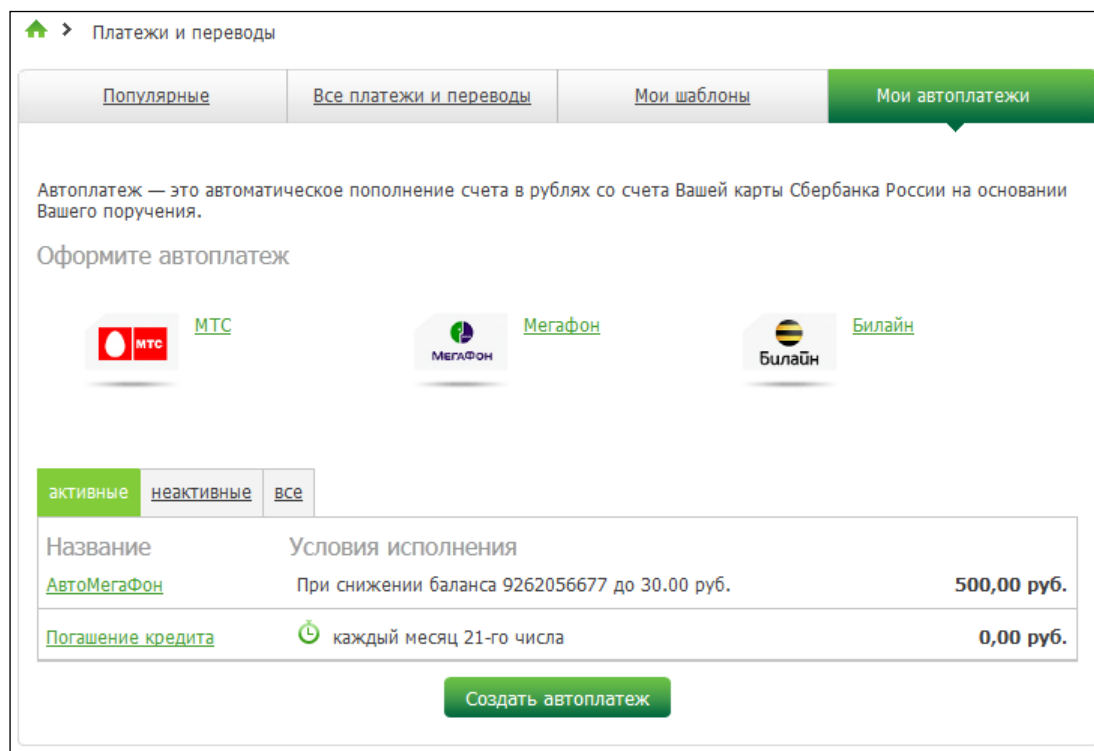 Платежи и переводы
Популярные Все платежи и переводы Мои шаблоны Мои автоплатежи
Автоплатеж — это автоматическое пополнение счета в рублях со счета Вашей карты Сбербанка России на основании
Вашего поручения.
Оформите автоплатеж
МТС МТС МЕГАФОН Мегафон Билайн Билайн
активные неактивные все
Название Условия исполнения
АвтоМегаФон При снижении баланса 9262056677 до 30.00 руб. 500,00 руб.
Погашение кредита каждый месяц 21-го числа 0,00 руб.
Создать автоплатеж